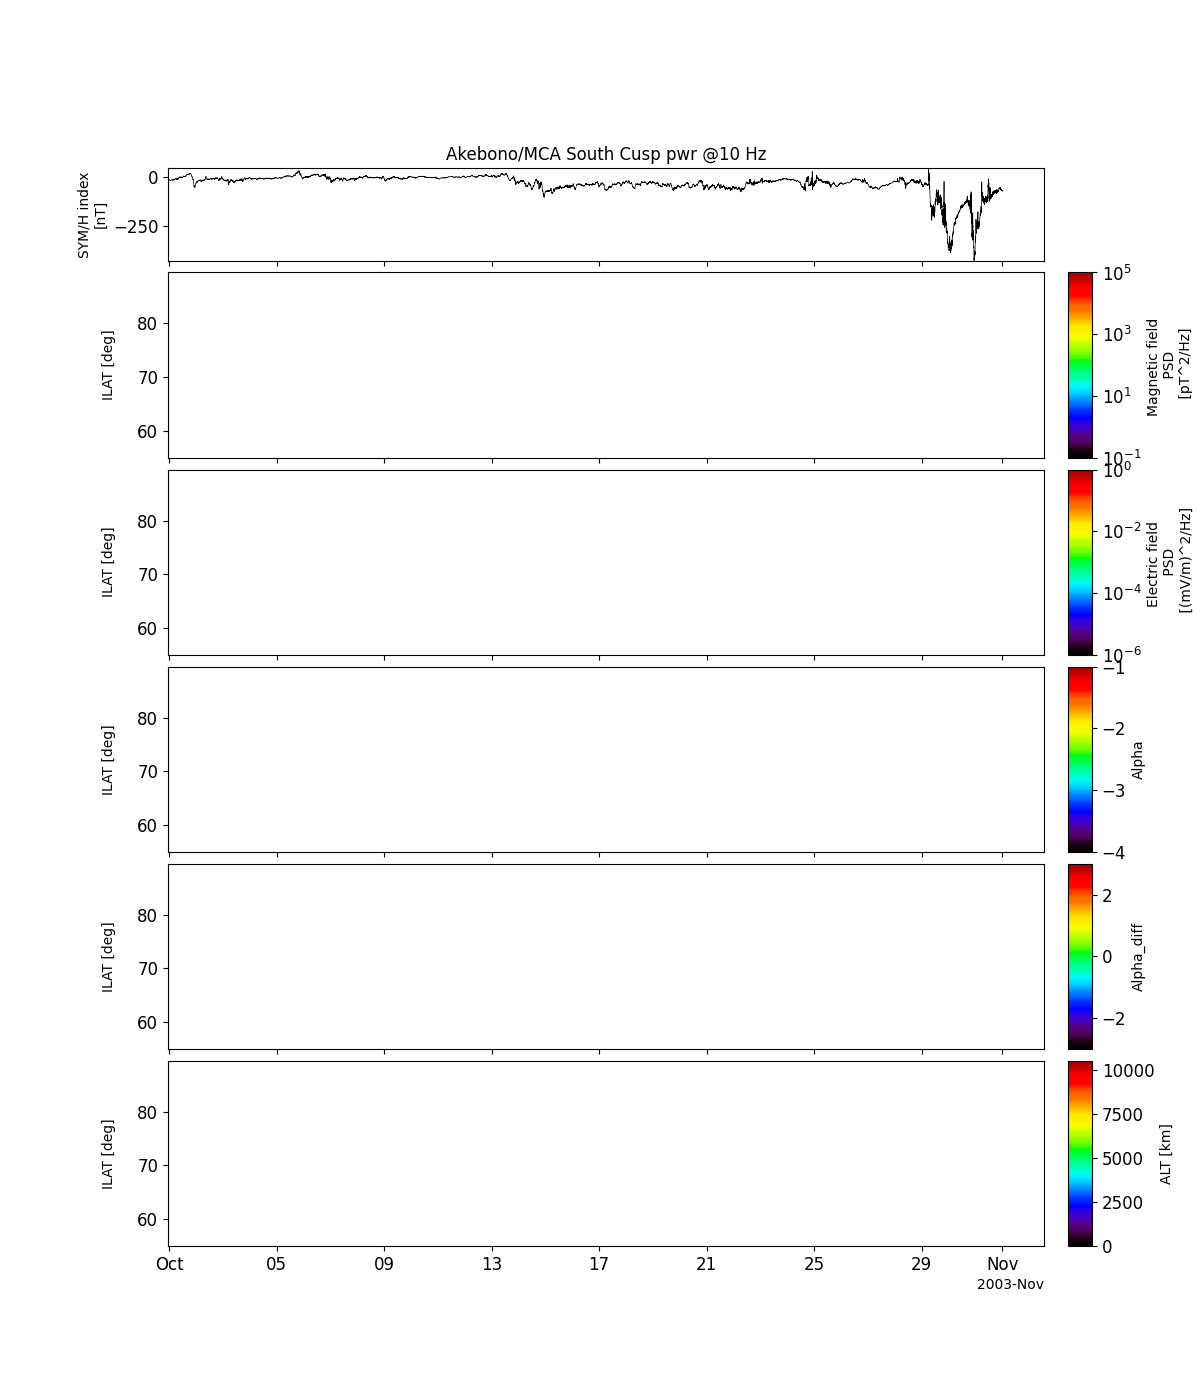 Akebono/MCA South Cusp pwr @10 Hz
SYM/H index
[nT]
0
−250
ILAT [deg]
80
70
60
10^5
10^3
10^1
10^−1
Magnetic field
PSD
[pT^2/Hz]
ILAT [deg]
80
70
60
10^0
10^−2
10^−4
10^−6
Electric field
PSD
[(mV/m)^2/Hz]
ILAT [deg]
80
70
60
−1
−2
−3
−4
Alpha
ILAT [deg]
80
70
60
2
0
−2
Alpha_diff
ILAT [deg]
80
70
60
10000
7500
5000
2500
0
ALT [km]
Oct 05 09 13 17 21 25 29 Nov
2003-Nov